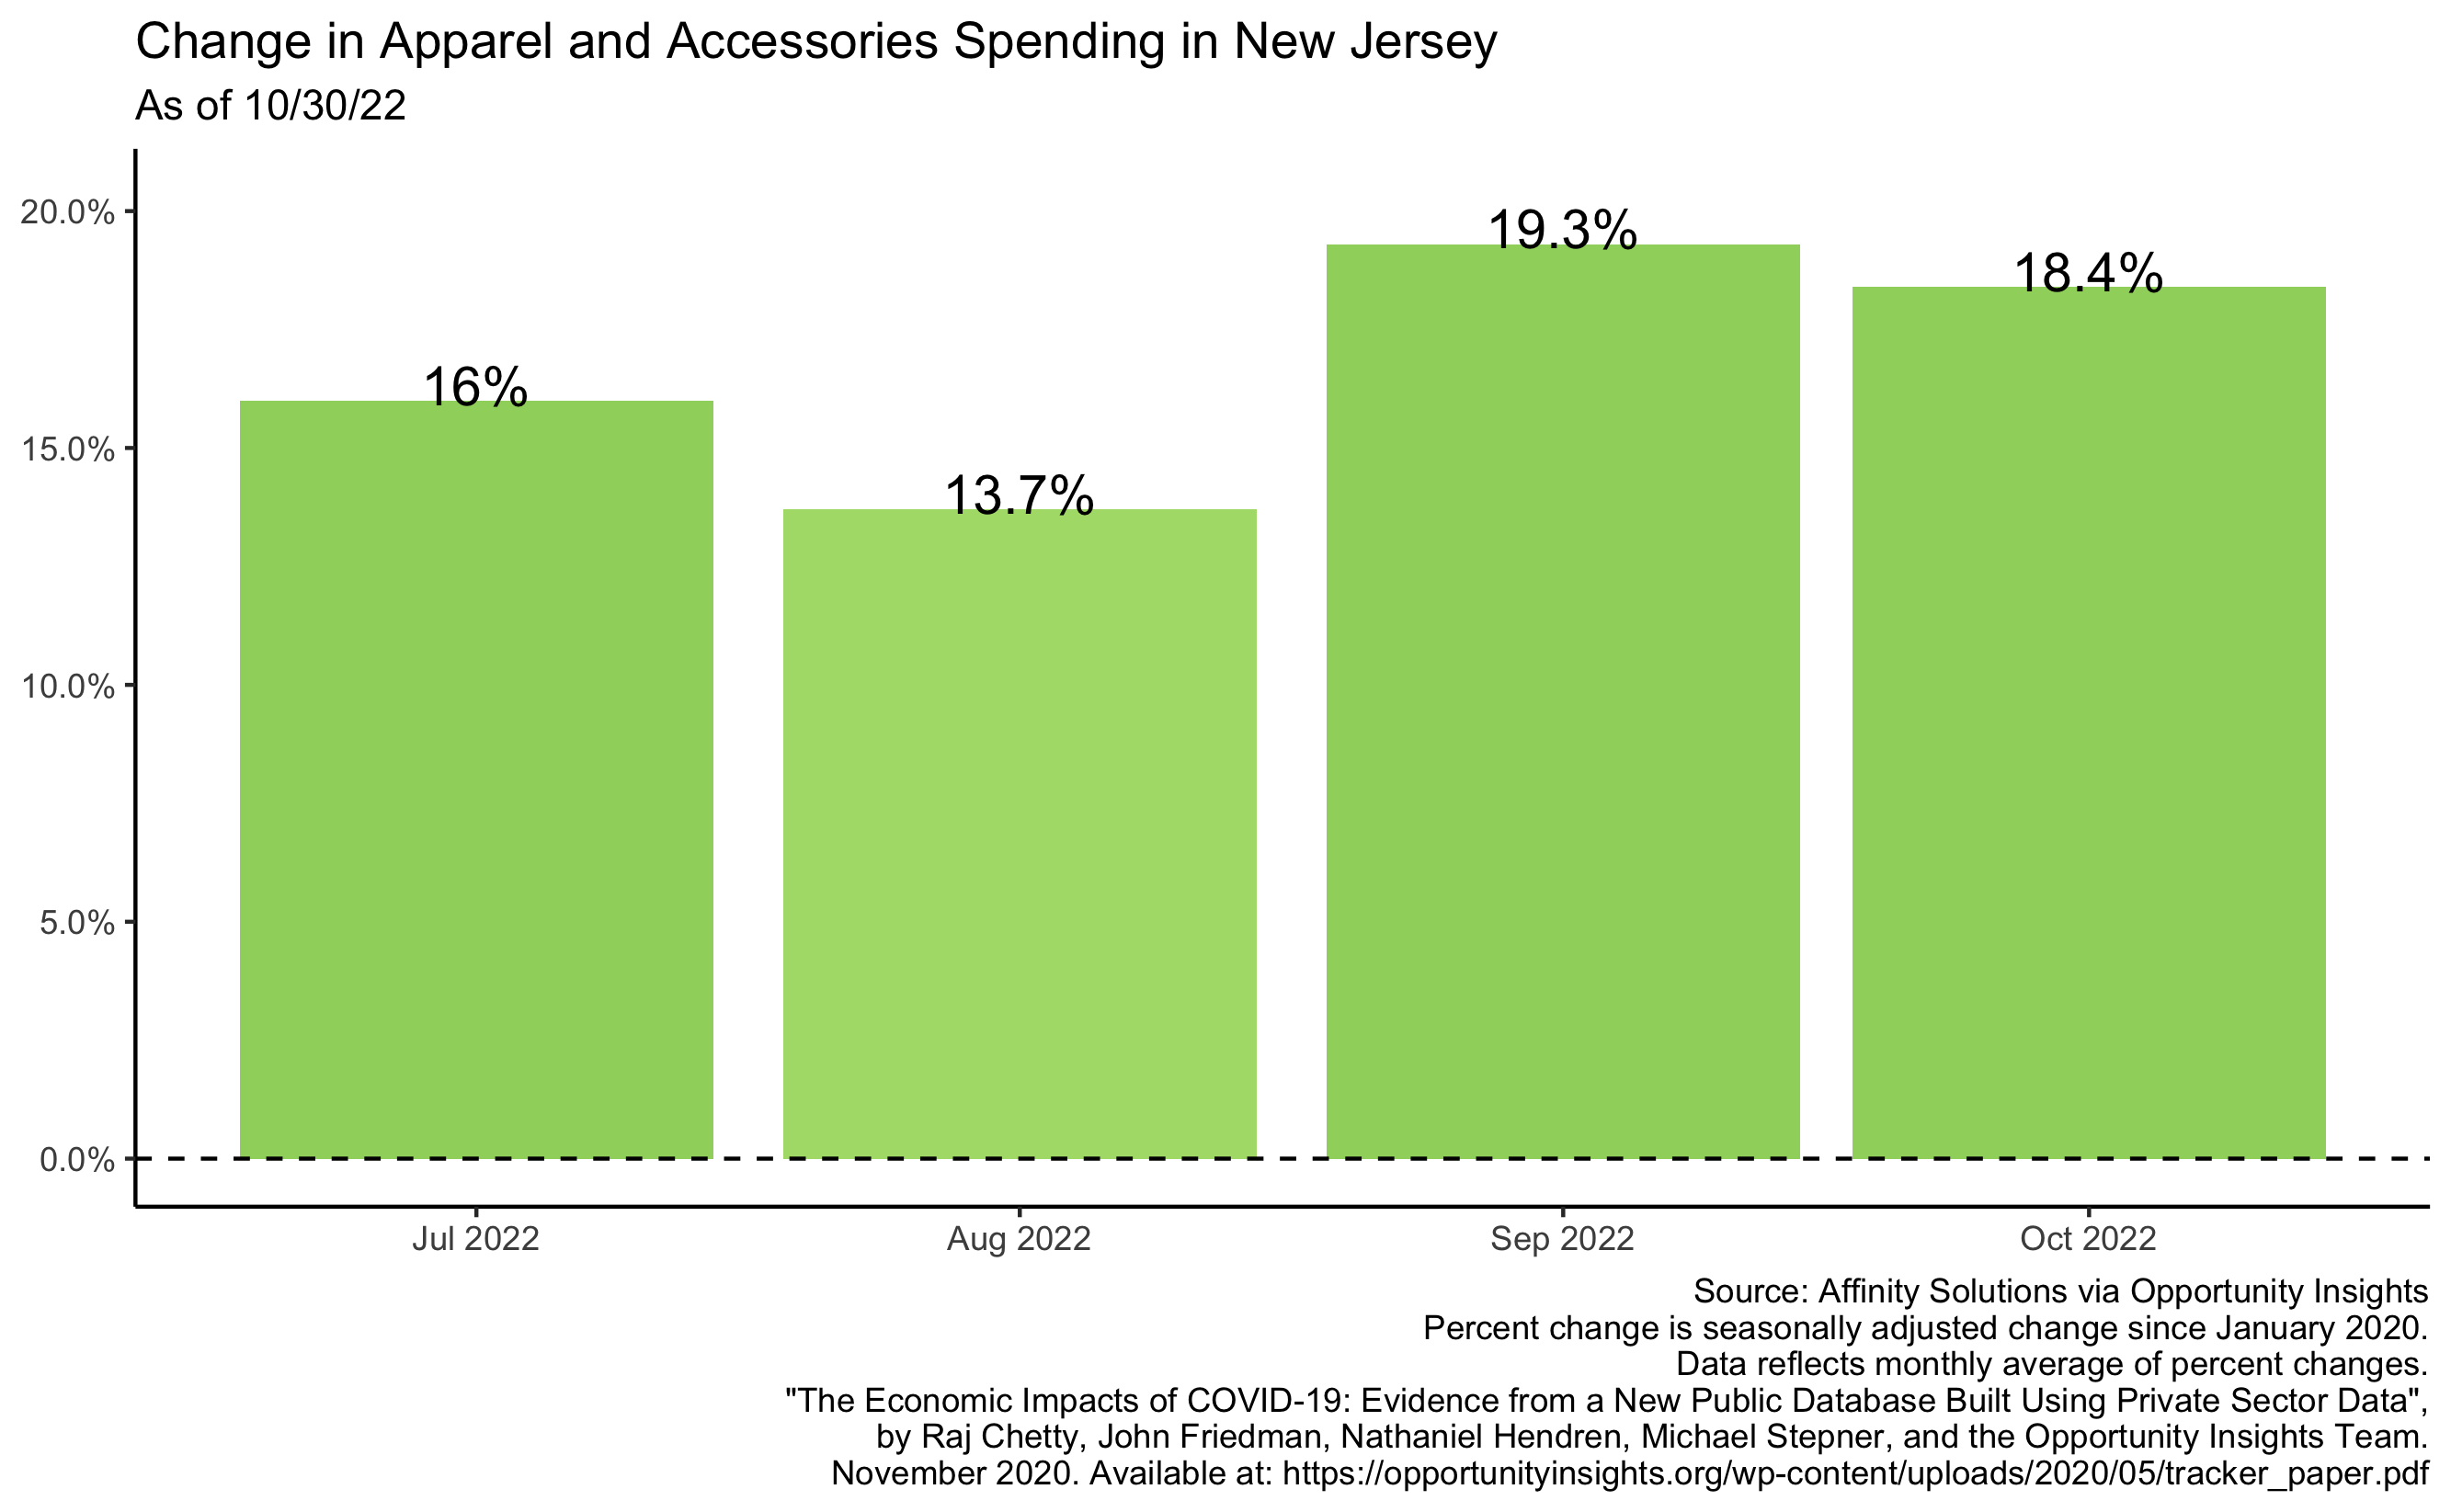 Change in Apparel and Accessories Spending in New Jersey
As of 10/30/22
20.0%
15.0%
10.0%
5.0%
0.0%
16%
13.7%
19.3%
18.4%
Jul 2022
Aug 2022
Sep 2022
Oct 2022
Source: Affinity Solutions via Opportunity Insights
Percent change is seasonally adjusted change since January 2020.
Data reflects monthly average of percent changes.
"The Economic Impacts of COVID-19: Evidence from a New Public Database Built Using Private Sector Data",
by Raj Chetty, John Friedman, Nathaniel Hendren, Michael Stepner, and the Opportunity Insights Team.
November 2020. Available at: https://opportunityinsights.org/wp-content/uploads/2020/05/tracker_paper.pdf